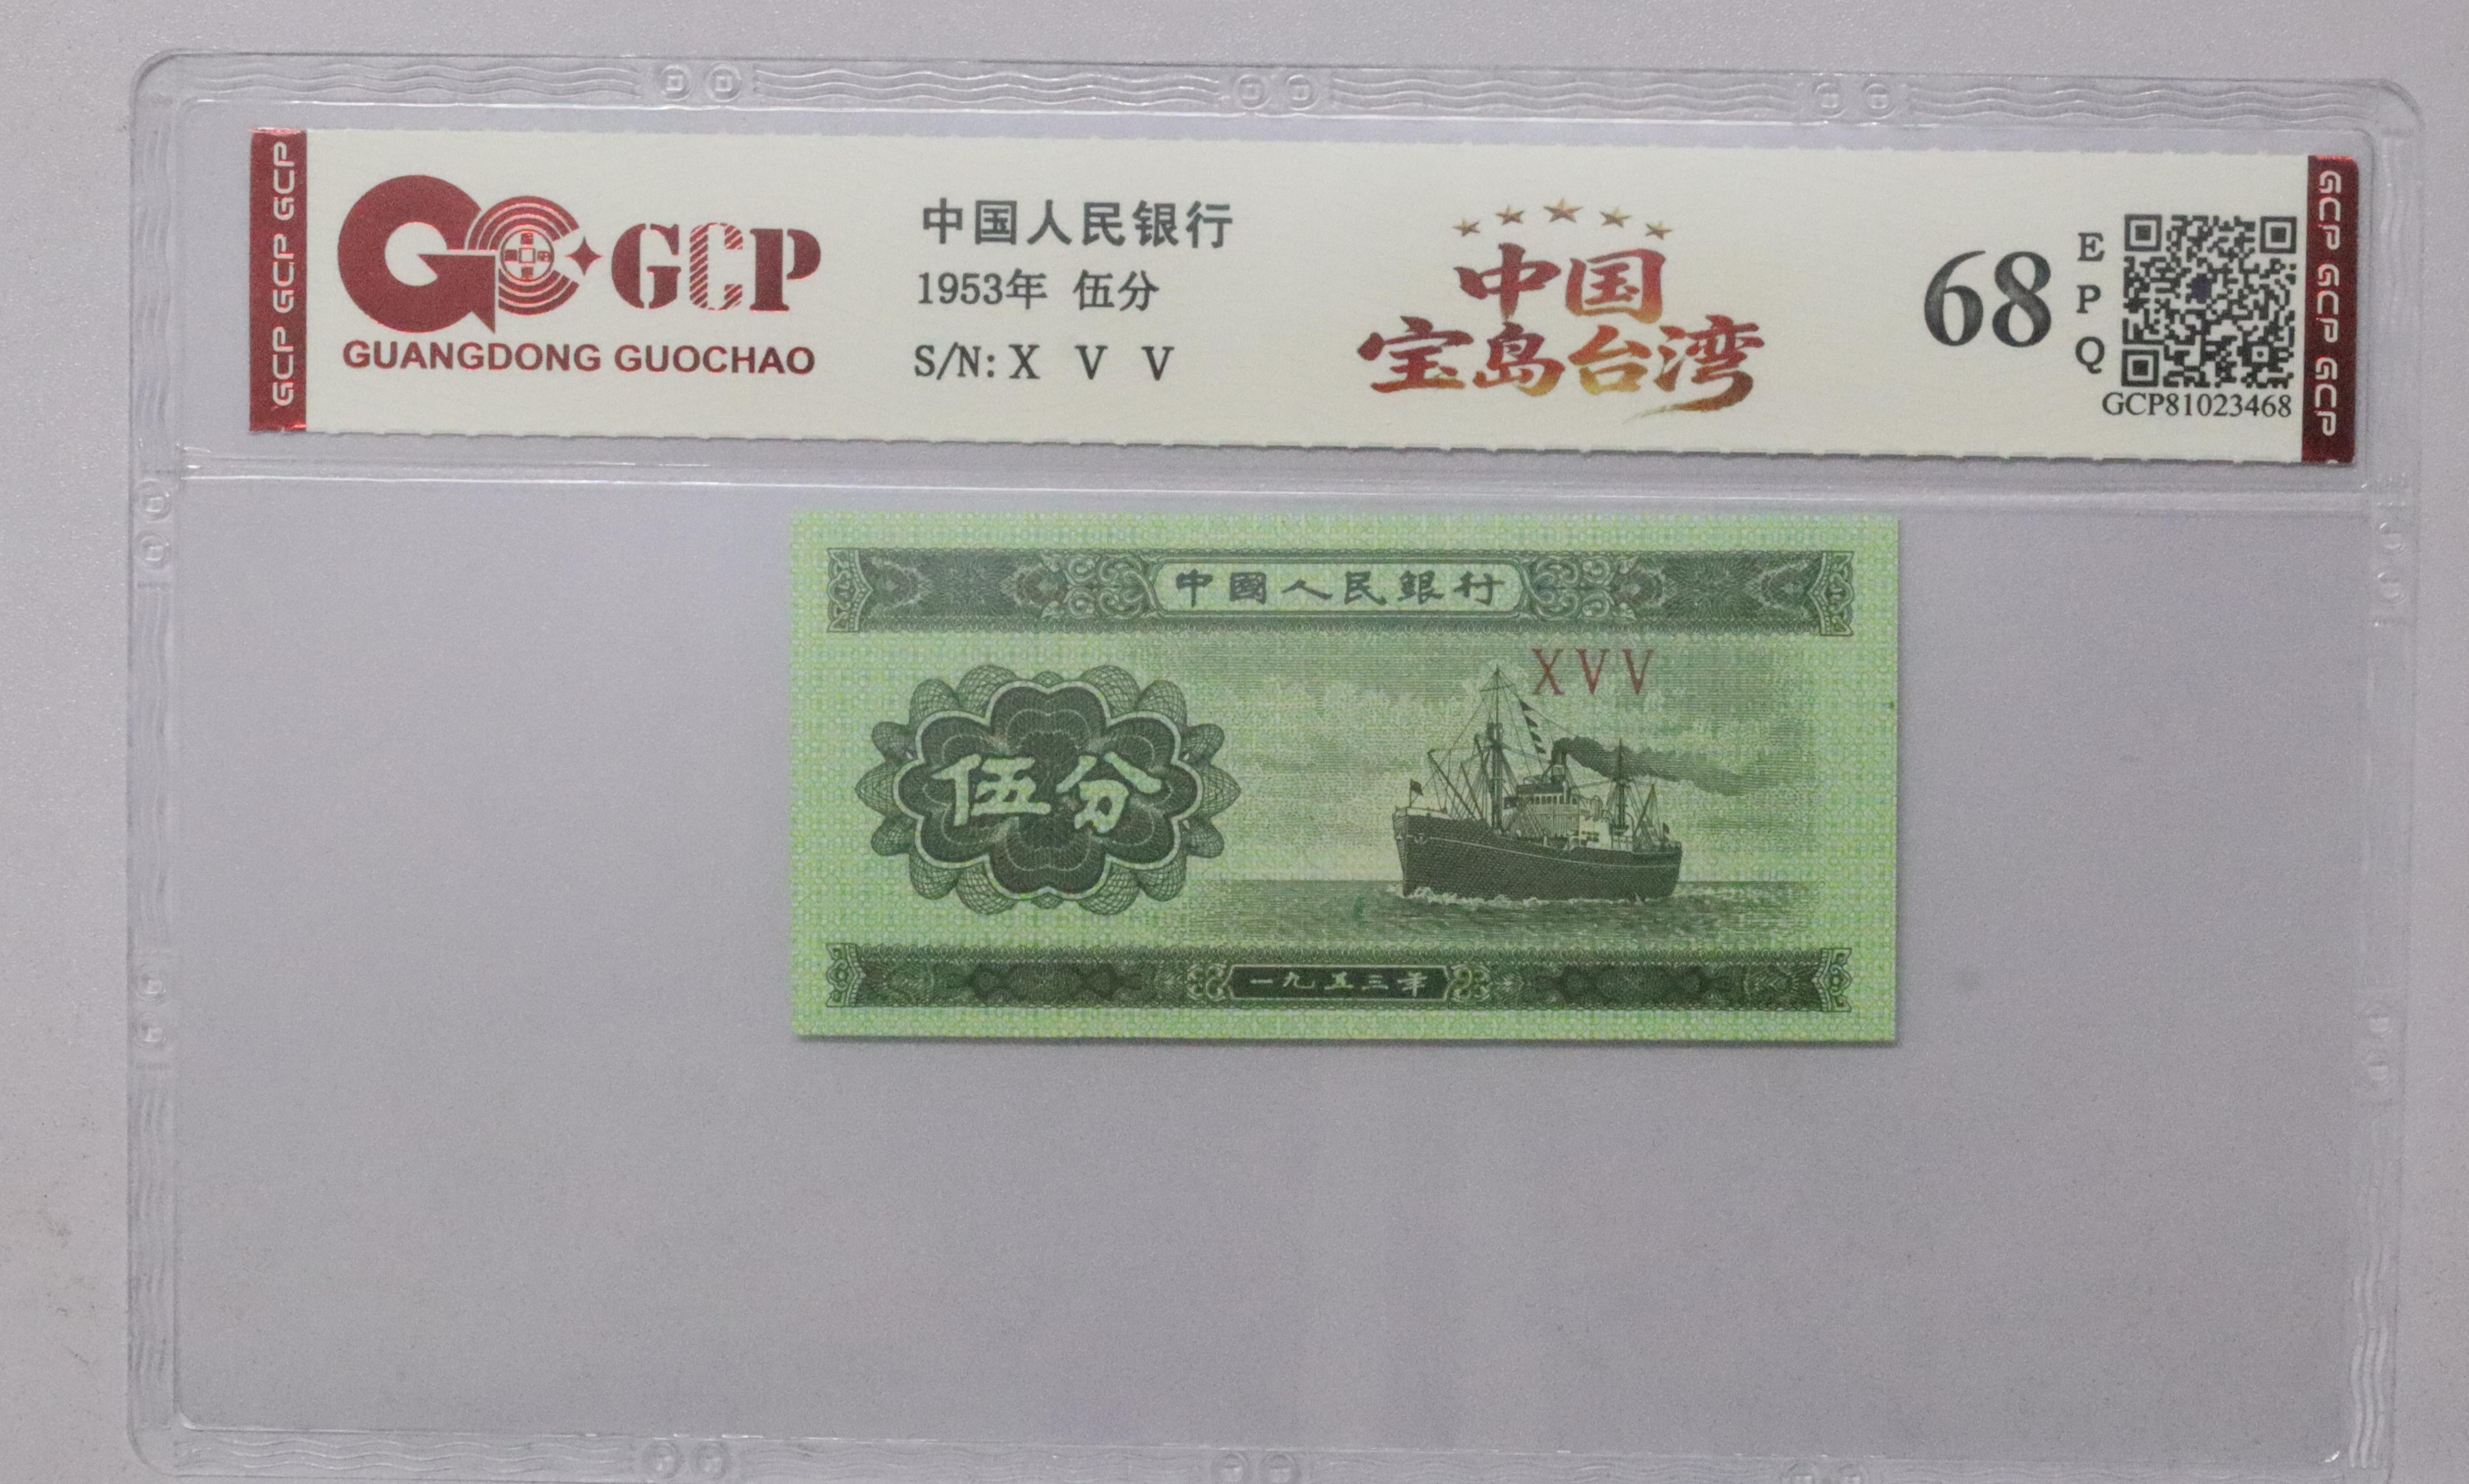 GCP GCP GCP
GCP
GUANGDONG GUOCHAO
中国人民银行
1953年 伍分
S/N: X V V
中国
宝岛台湾
68
E
P
Q
GCP81023468
GCP GCP GCP
中國人民銀行
XVV
伍分
一九五三年